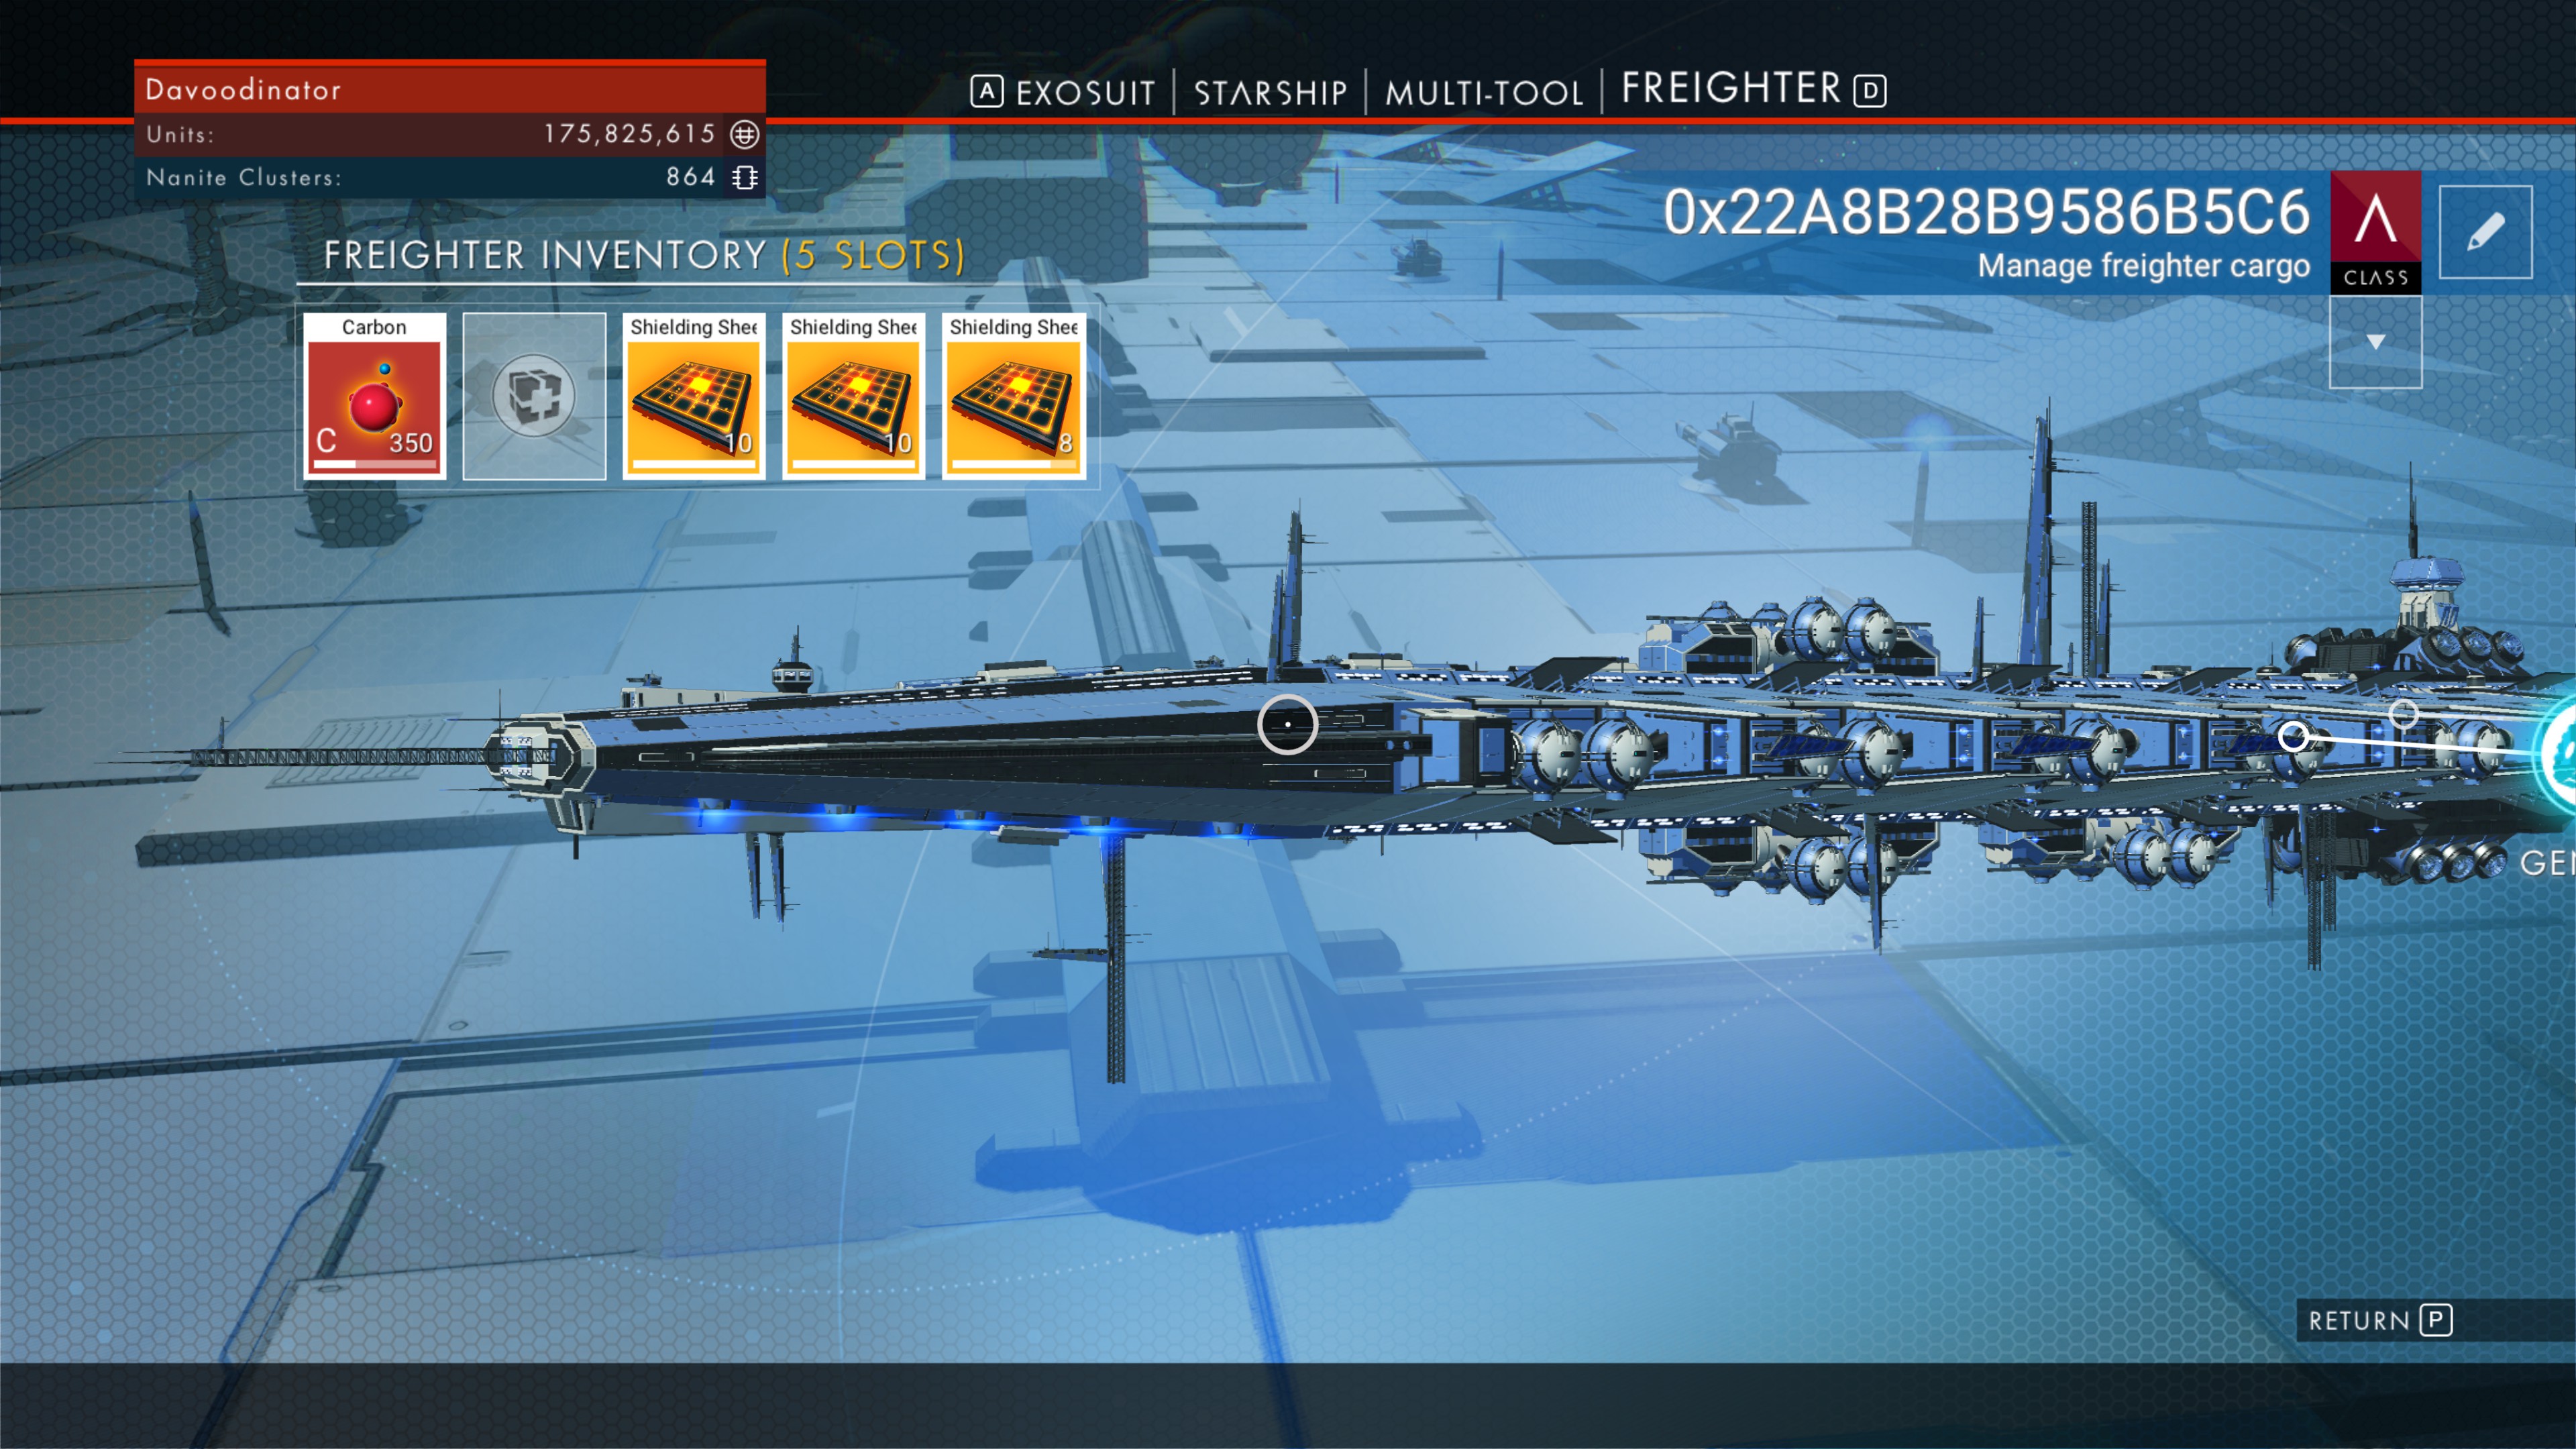 Davoodinator
Units: 175,825,615
Nanite Clusters: 864
A EXOSUIT STARSHIP MULTI-TOOL FREIGHTER D
0x22A8B28B9586B5C6
Manage freighter cargo
CLASS
FREIGHTER INVENTORY (5 SLOTS)
Carbon
C 350
Shielding Shee
10
Shielding Shee
10
Shielding Shee
8
GEN
RETURN P